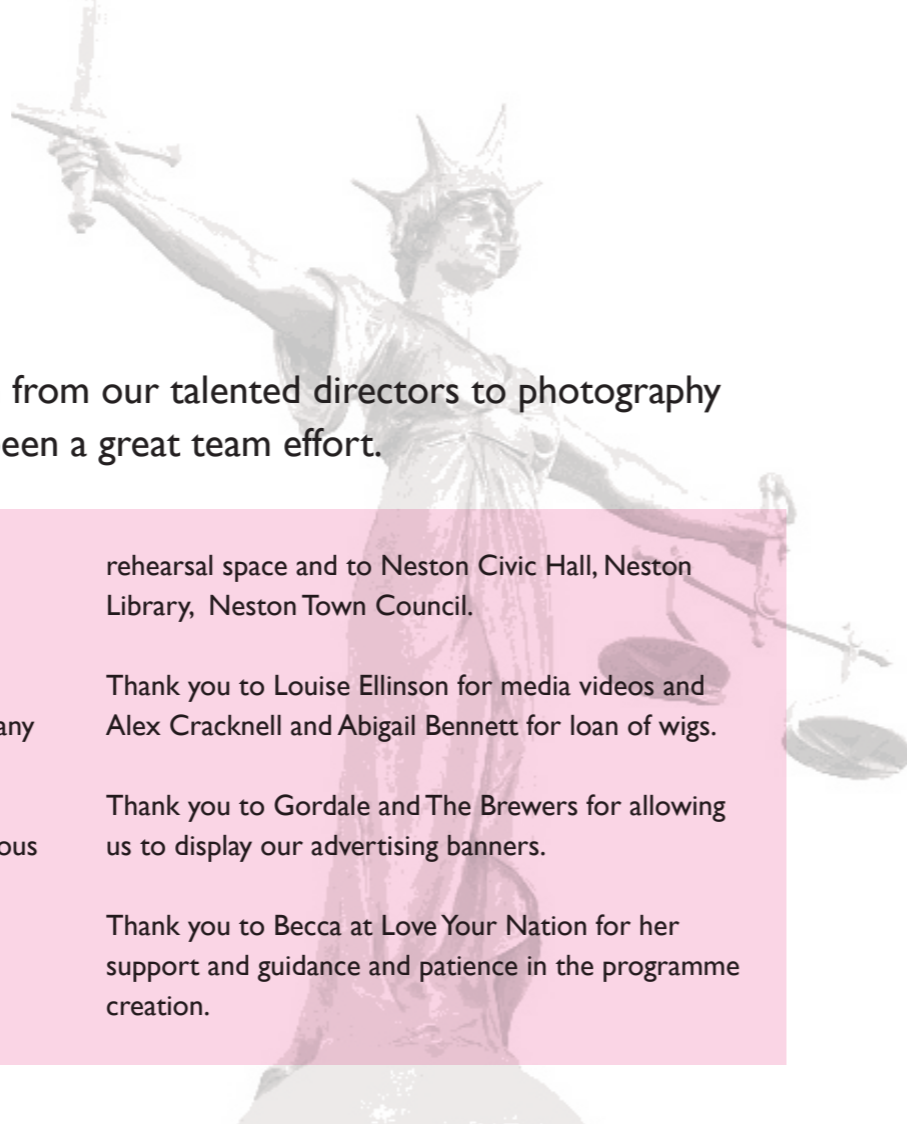 from our talented directors to photography
een a great team effort.
any
ous
rehearsal space and to Neston Civic Hall, Neston
Library, Neston Town Council.
Thank you to Louise Ellinson for media videos and
Alex Cracknell and Abigail Bennett for loan of wigs.
Thank you to Gordale and The Brewers for allowing
us to display our advertising banners.
Thank you to Becca at Love Your Nation for her
support and guidance and patience in the programme
creation.